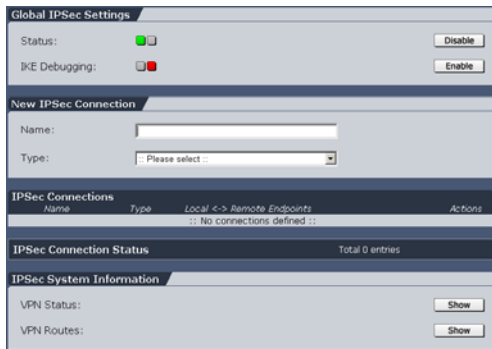 Global IPSec Settings
Status: Disable
IKE Debugging: Enable
New IPSec Connection
Name:
Type: :: Please select ::
IPSec Connections
Name Type Local <-> Remote Endpoints Actions
:: No connections defined ::
IPSec Connection Status Total 0 entries
IPSec System Information
VPN Status: Show
VPN Routes: Show